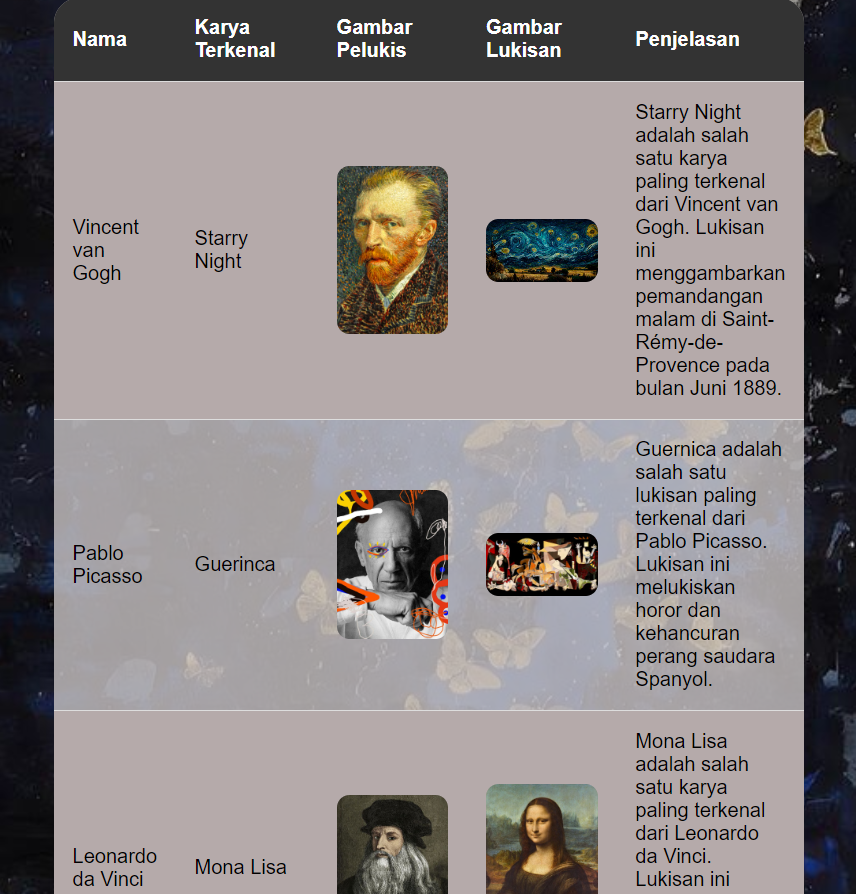 Nama
Karya
Terkenal
Gambar
Pelukis
Gambar
Lukisan
Penjelasan
Vincent
van
Gogh
Starry
Night
Starry Night
adalah salah
satu karya
paling terkenal
dari Vincent van
Gogh. Lukisan
ini
menggambarkan
pemandangan
malam di Saint-
Rémy-de-
Provence pada
bulan Juni 1889.
Pablo
Picasso
Guerinca
Guernica adalah
salah satu
lukisan paling
terkenal dari
Pablo Picasso.
Lukisan ini
melukiskan
horor dan
kehancuran
perang saudara
Spanyol.
Leonardo
da Vinci
Mona Lisa
Mona Lisa
adalah salah
satu karya
paling terkenal
dari Leonardo
da Vinci.
Lukisan ini